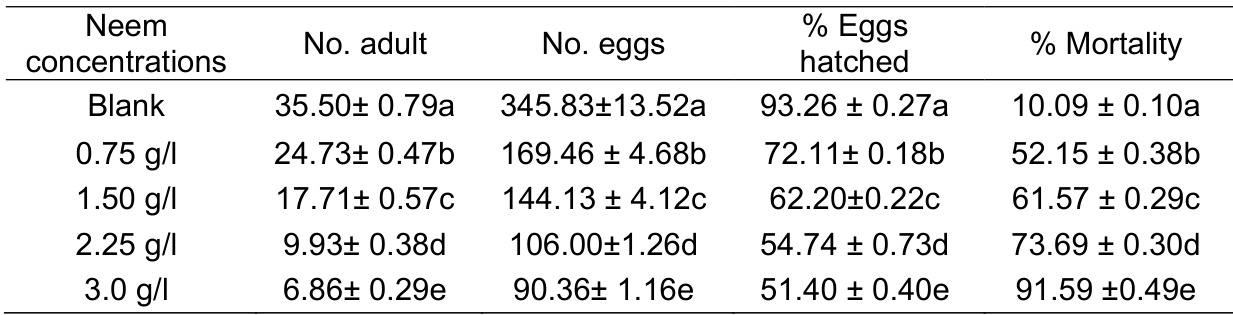 Neem concentrations No. adult No. eggs % Eggs hatched % Mortality
Blank 35.50± 0.79a 345.83±13.52a 93.26 ± 0.27a 10.09 ± 0.10a
0.75 g/l 24.73± 0.47b 169.46 ± 4.68b 72.11± 0.18b 52.15 ± 0.38b
1.50 g/l 17.71± 0.57c 144.13 ± 4.12c 62.20±0.22c 61.57 ± 0.29c
2.25 g/l 9.93± 0.38d 106.00±1.26d 54.74 ± 0.73d 73.69 ± 0.30d
3.0 g/l 6.86± 0.29e 90.36± 1.16e 51.40 ± 0.40e 91.59 ±0.49e